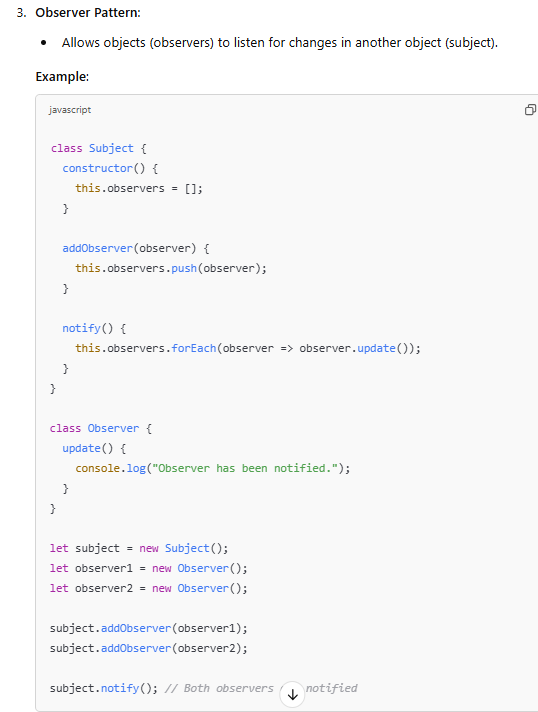 3. Observer Pattern:
• Allows objects (observers) to listen for changes in another object (subject).
Example:
javascript
class Subject {
  constructor() {
    this.observers = [];
  }

  addObserver(observer) {
    this.observers.push(observer);
  }

  notify() {
    this.observers.forEach(observer => observer.update());
  }
}

class Observer {
  update() {
    console.log("Observer has been notified.");
  }
}

let subject = new Subject();
let observer1 = new Observer();
let observer2 = new Observer();

subject.addObserver(observer1);
subject.addObserver(observer2);

subject.notify(); // Both observers notified